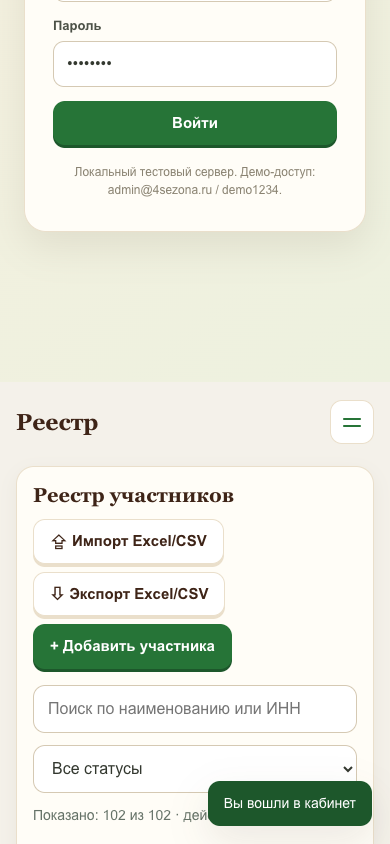 Пароль
••••••••
Войти
Локальный тестовый сервер. Демо-доступ:
admin@4sezona.ru / demo1234.
Реестр
Реестр участников
⇪ Импорт Excel/CSV
⇩ Экспорт Excel/CSV
+ Добавить участника
Поиск по наименованию или ИНН
Все статусы
Показано: 102 из 102 ·
Вы вошли в кабинет